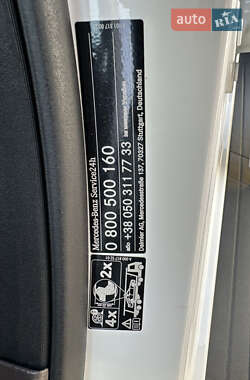 AUTO RIA
Mercedes-Benz Service24h
0 800 500 160
або +38 050 311 77 33
Daimler AG, Mercedesstraße 137, 70327 Stuttgart, Deutschland
2x
4x